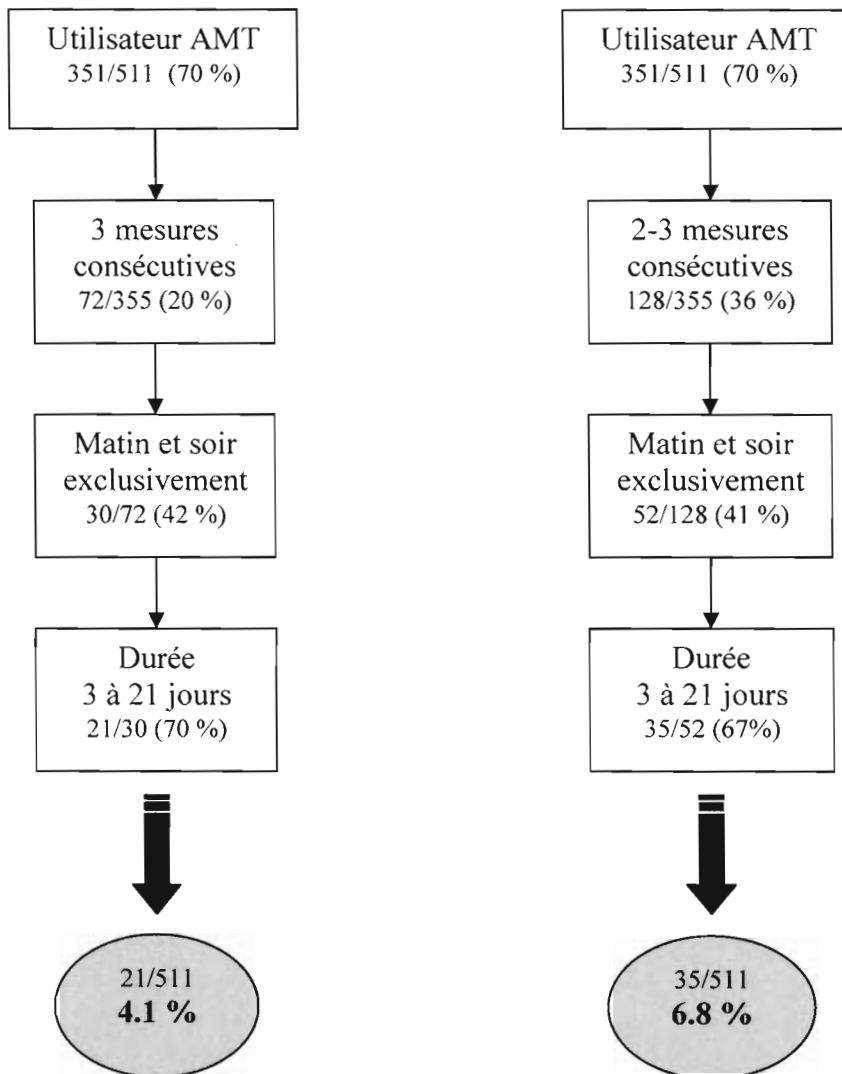 Utilisateur AMT
351/511 (70 %)
3 mesures
consécutives
72/355 (20 %)
Matin et soir
exclusivement
30/72 (42 %)
Durée
3 à 21 jours
21/30 (70 %)
21/511
4.1 %
Utilisateur AMT
351/511 (70 %)
2-3 mesures
consécutives
128/355 (36 %)
Matin et soir
exclusivement
52/128 (41 %)
Durée
3 à 21 jours
35/52 (67%)
35/511
6.8 %